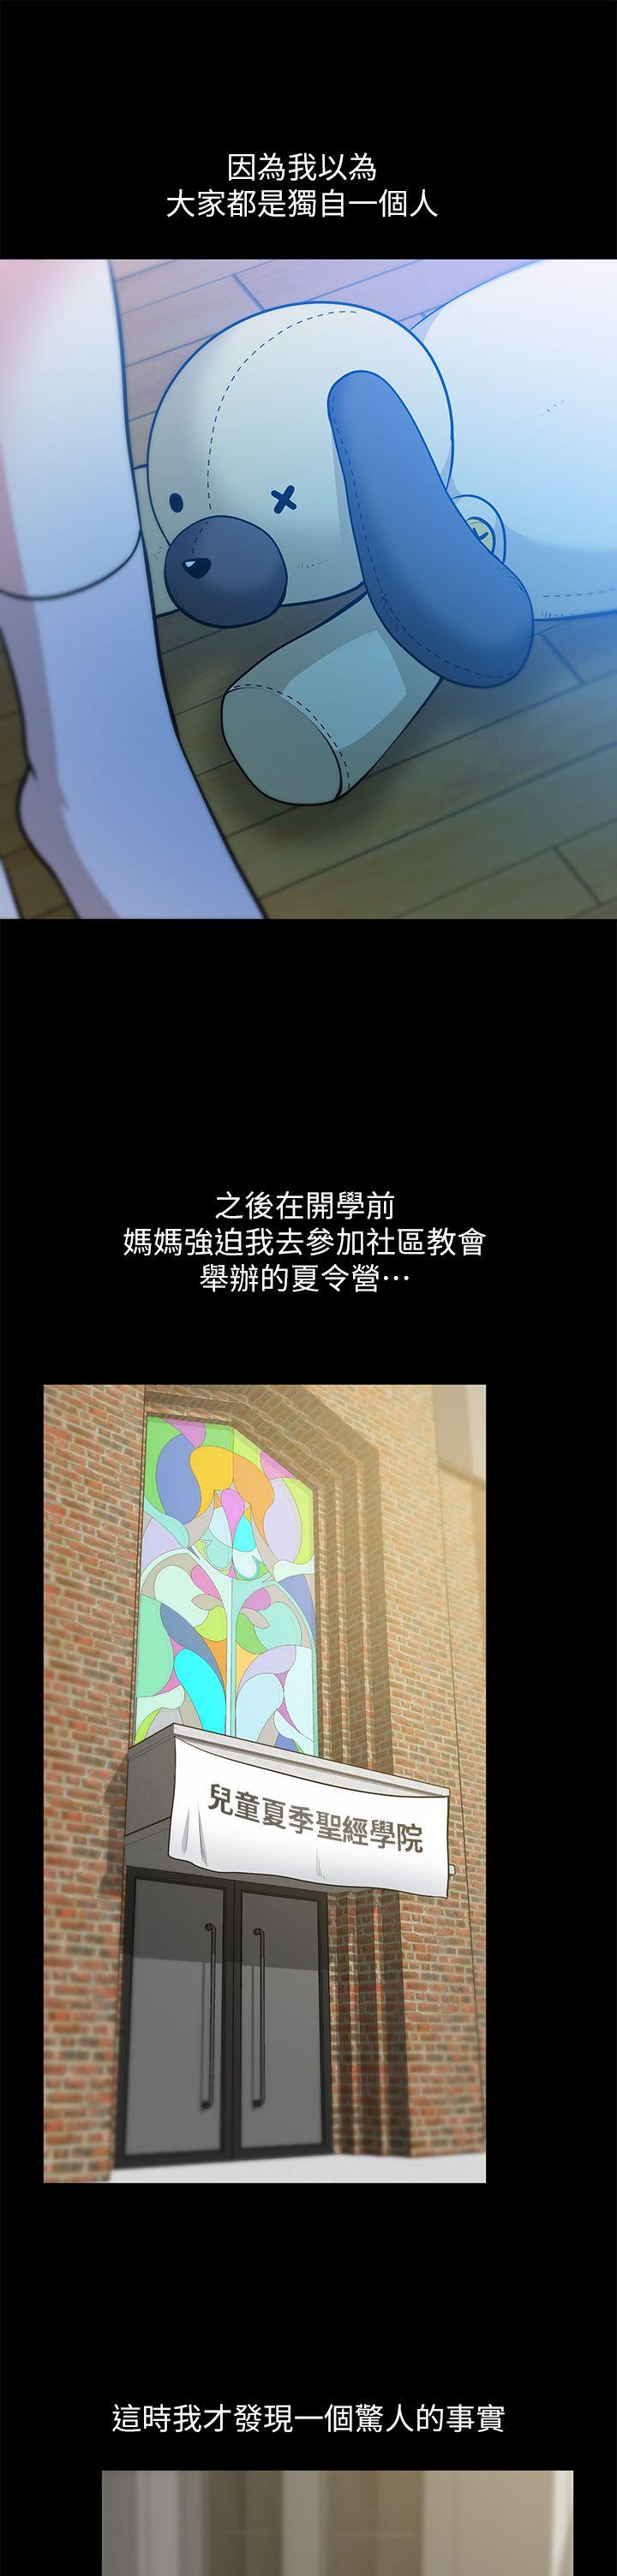 因為我以為
大家都是獨自一個人
之後在開學前
媽媽強迫我去參加社區教會
舉辦的夏令營⋯
兒童夏季聖經學院
這時我才發現一個驚人的事實